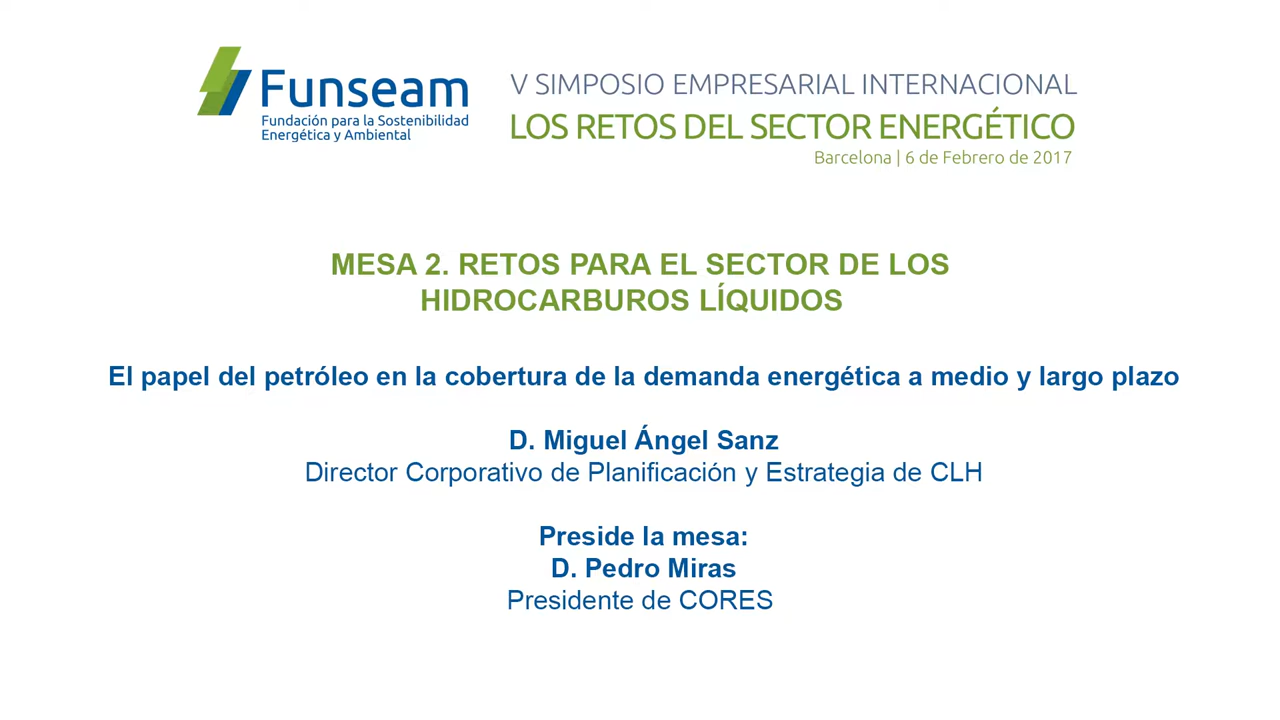 Funseam
Fundación para la Sostenibilidad
Energética y Ambiental
V SIMPOSIO EMPRESARIAL INTERNACIONAL
LOS RETOS DEL SECTOR ENERGÉTICO
Barcelona | 6 de Febrero de 2017
MESA 2. RETOS PARA EL SECTOR DE LOS
HIDROCARBUROS LÍQUIDOS
El papel del petróleo en la cobertura de la demanda energética a medio y largo plazo
D. Miguel Ángel Sanz
Director Corporativo de Planificación y Estrategia de CLH
Preside la mesa:
D. Pedro Miras
Presidente de CORES